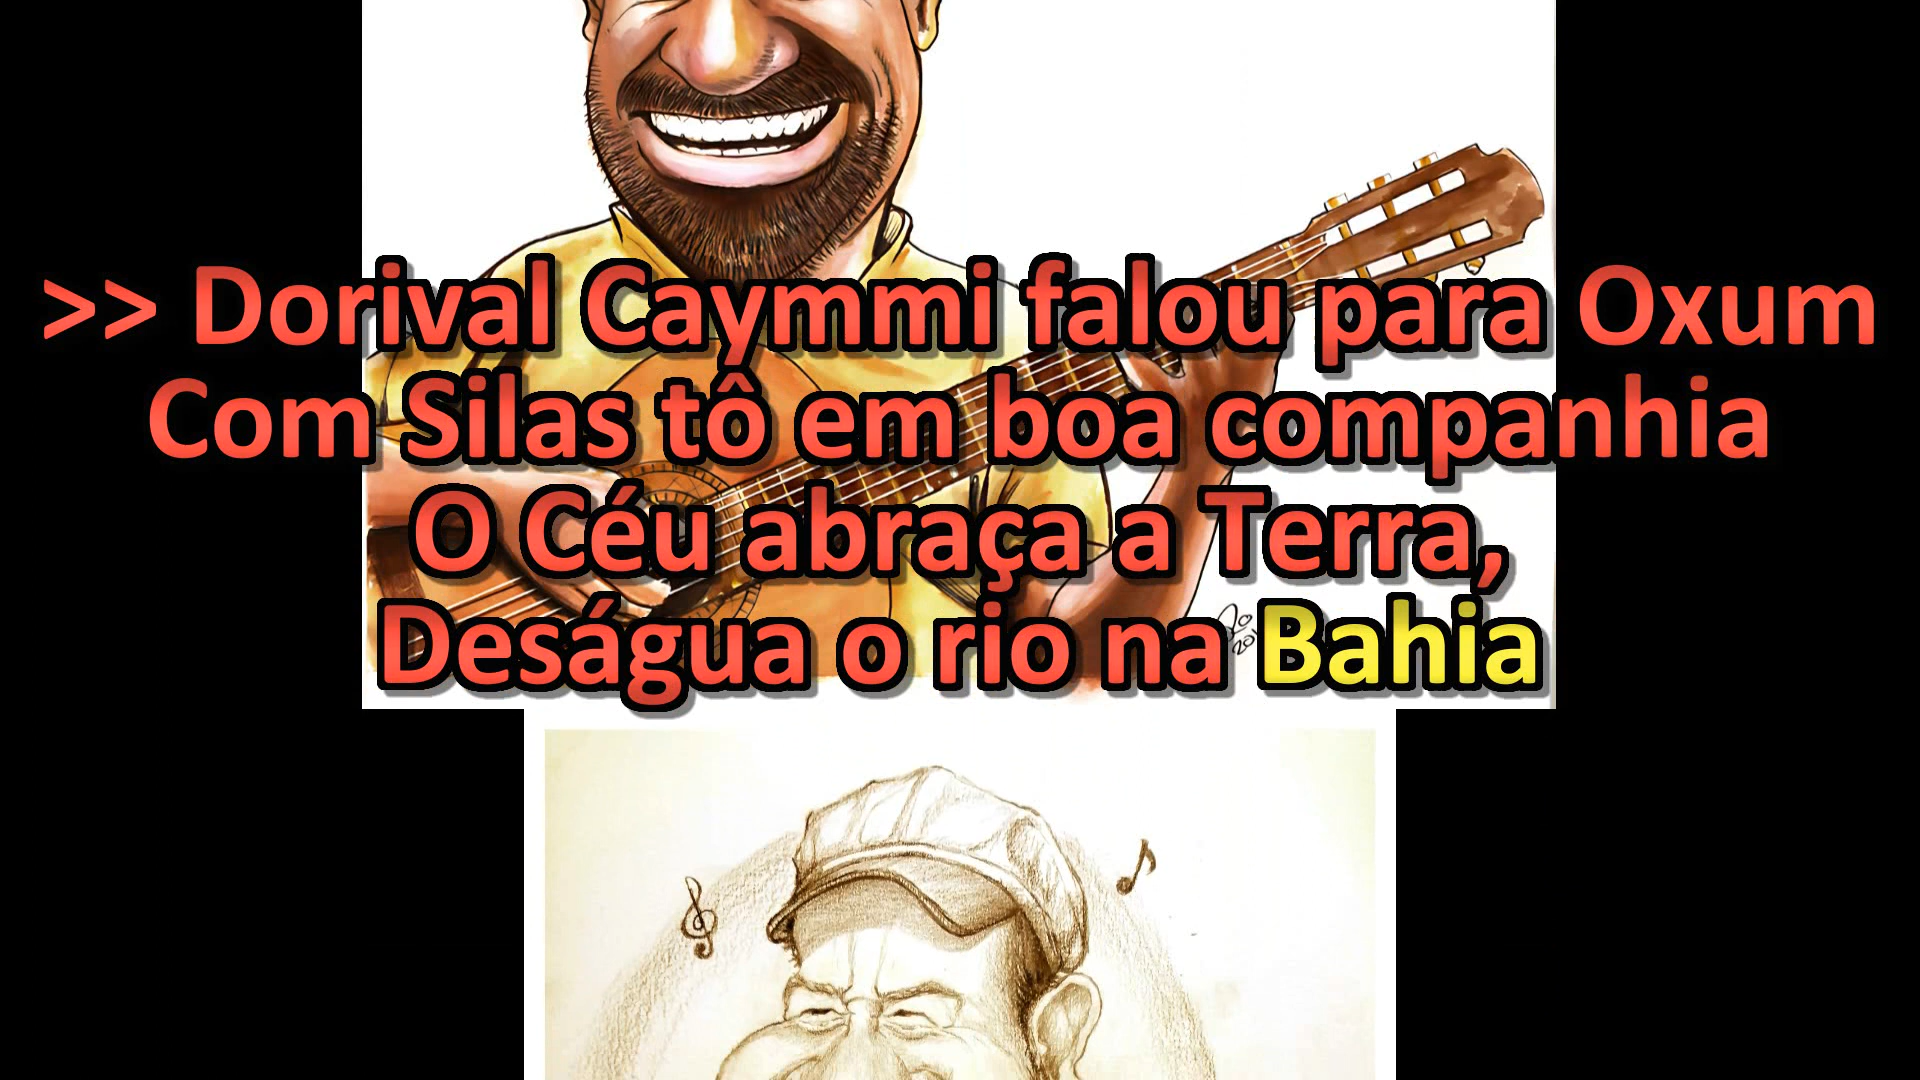 >> Dorival Caymmi falou para Oxum
Com Silas tô em boa companhia
O Céu abraça a Terra,
Deságua o rio na Bahia